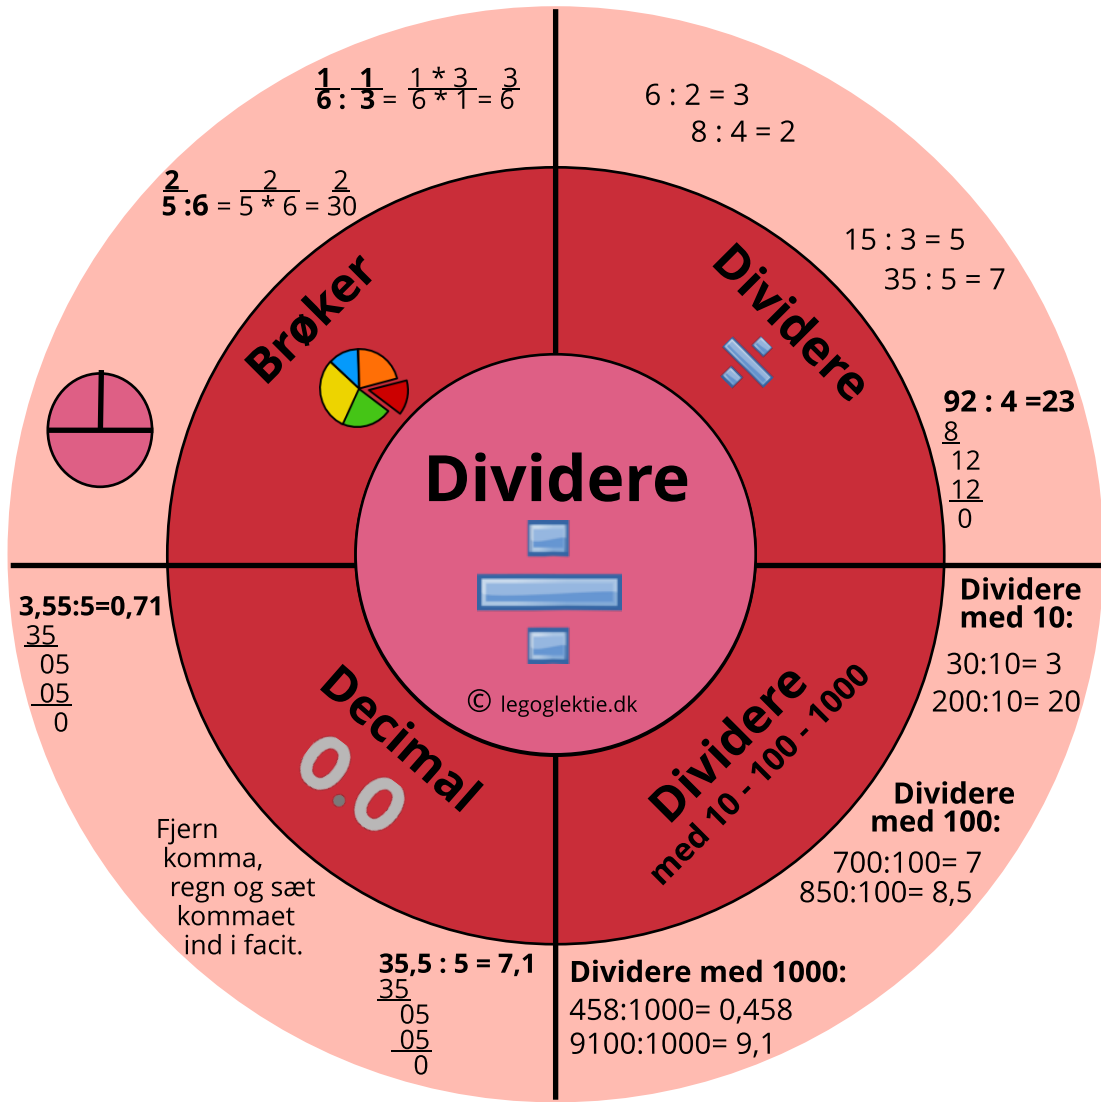 Dividere
© legoglektie.dk
Brøker
1/6 : 1/3 = 1 * 3/6 * 1 = 3/6
2/5 :6 = 2/5 * 6 = 2/30
Dividere
6 : 2 = 3
8 : 4 = 2
15 : 3 = 5
35 : 5 = 7
92 : 4 =23
8
12
12
0
Dividere
med 10 - 100 - 1000
Dividere
med 10:
30:10= 3
200:10= 20
Dividere
med 100:
700:100= 7
850:100= 8,5
Dividere med 1000:
458:1000= 0,458
9100:1000= 9,1
Decimal
0.0
3,55:5=0,71
35
05
05
0
Fjern
komma,
regn og sæt
kommaet
ind i facit.
35,5 : 5 = 7,1
35
05
05
0